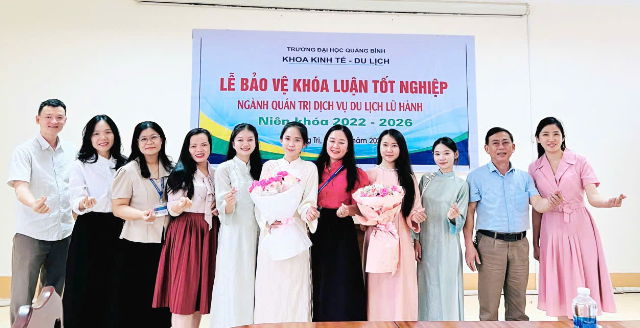 TRƯỜNG ĐẠI HỌC QUẢNG BÌNH
KHOA KINH TẾ - DU LỊCH
LỄ BẢO VỆ KHÓA LUẬN TỐT NGHIỆP
NGÀNH QUẢN TRỊ DỊCH VỤ DU LỊCH LỮ HÀNH
Niên khóa 2022 - 2026
Trị,